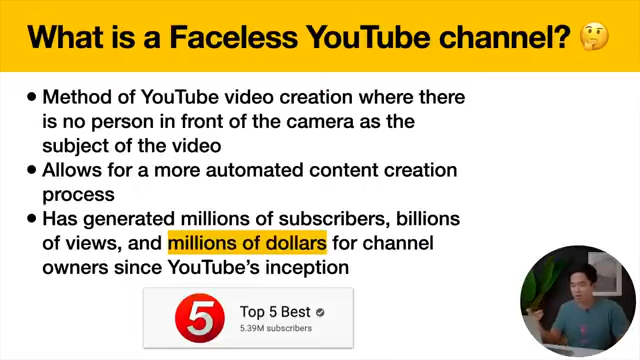 What is a Faceless YouTube channel? 🤔
• Method of YouTube video creation where there
is no person in front of the camera as the
subject of the video
• Allows for a more automated content creation
process
• Has generated millions of subscribers, billions
of views, and millions of dollars for channel
owners since YouTube's inception
5
Top 5 Best
5.39M subscribers